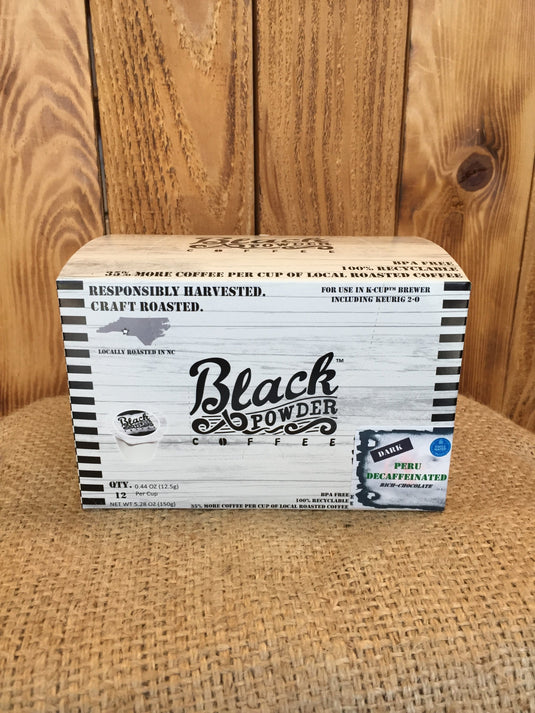 Black
POWDER
COFFEE
BPA FREE
100% RECYCLABLE
35% MORE COFFEE PER CUP OF LOCAL ROASTED COFFEE
RESPONSIBLY HARVESTED.
CRAFT ROASTED.
FOR USE IN K-CUP™ BREWER
INCLUDING KEURIG 2-0
LOCALLY ROASTED IN NC
Black™
POWDER
COFFEE
Black
POWDER
DARK
PERU
DECAFFEINATED
RICH-CHOCOLATE
QTY. 0.44 OZ (12.5g)
12 Per Cup
NET WT 5.28 OZ (150g)
BPA FREE
100% RECYCLABLE
35% MORE COFFEE PER CUP OF LOCAL ROASTED COFFEE